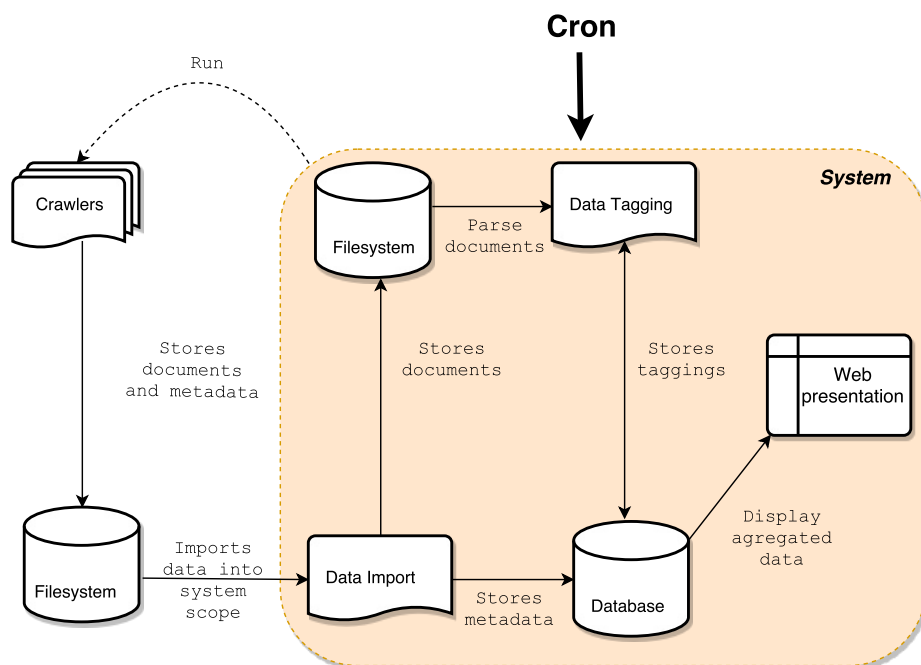 Cron
Run
System
Crawlers
Filesystem
Data Tagging
Parse
documents
Stores
documents
and metadata
Stores
documents
Stores
taggings
Web
presentation
Filesystem
Imports
data into
system
scope
Data Import
Stores
metadata
Database
Display
agregated
data